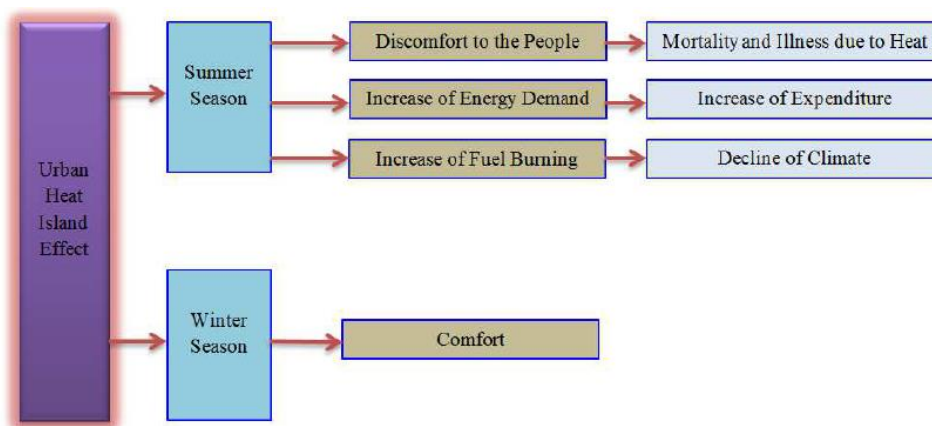 Urban
Heat
Island
Effect
Summer
Season
Discomfort to the People
Mortality and Illness due to Heat
Increase of Energy Demand
Increase of Expenditure
Increase of Fuel Burning
Decline of Climate
Winter
Season
Comfort